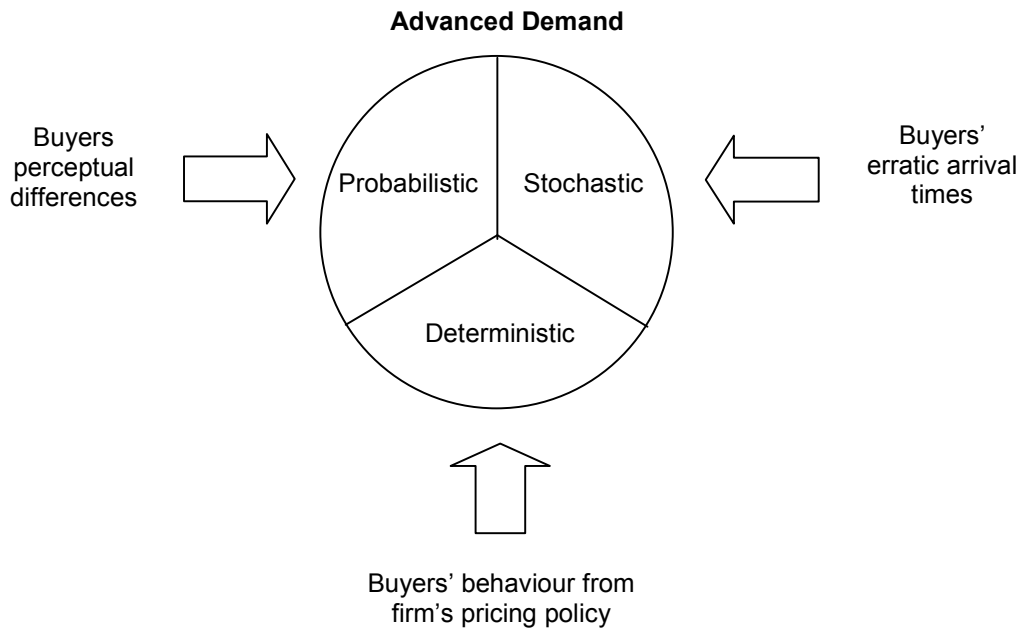 Advanced Demand
Buyers
perceptual
differences
Probabilistic
Stochastic
Buyers’
erratic arrival
times
Deterministic
Buyers’ behaviour from
firm’s pricing policy